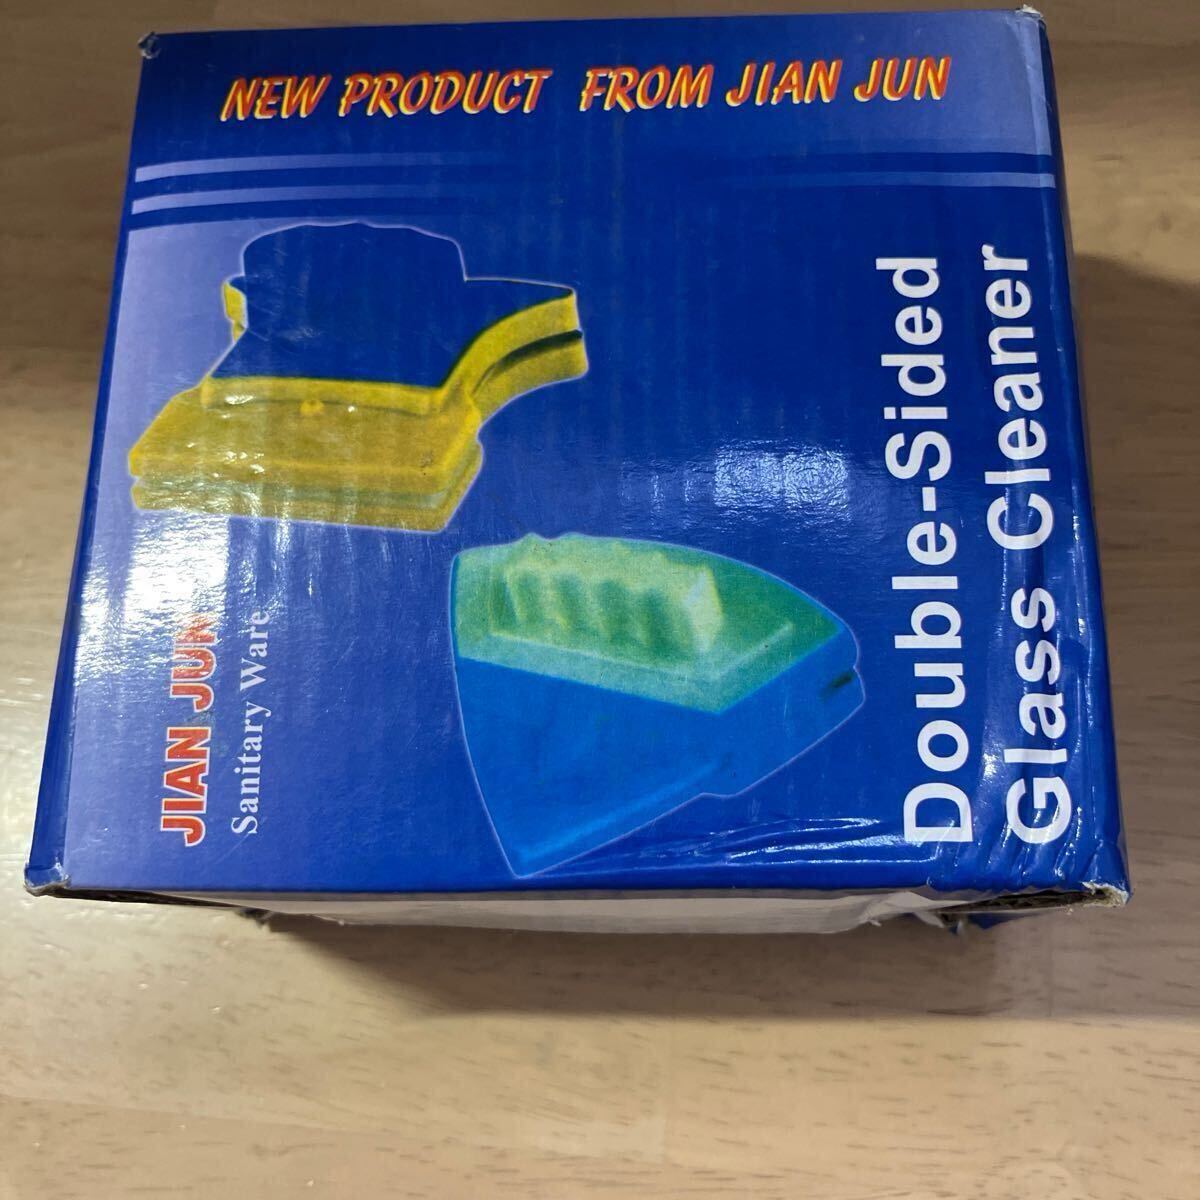 NEW PRODUCT FROM JIAN JUN
Double-Sided
Glass Cleaner
JIAN JUN
Sanitary Ware